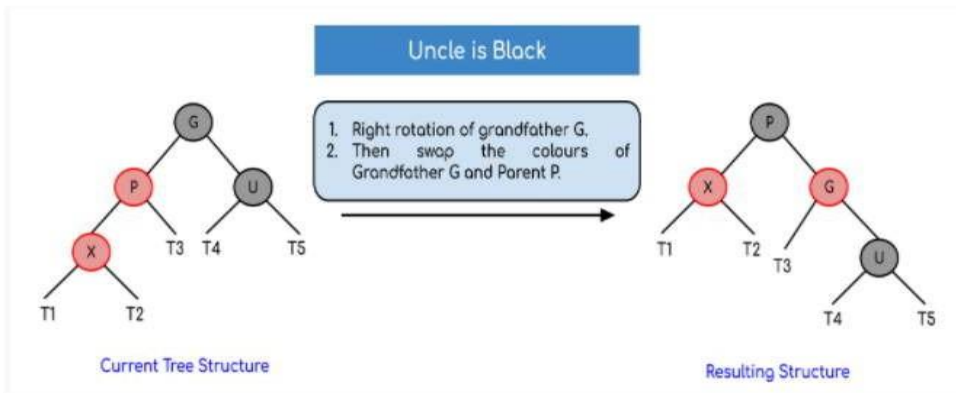 Uncle is Black
1. Right rotation of grandfather G.
2. Then swap the colours of
Grandfather G and Parent P.
G
P
U
X
T3
T4
T5
T1
T2
Current Tree Structure
P
X
G
T1
T2
T3
U
T4
T5
Resulting Structure